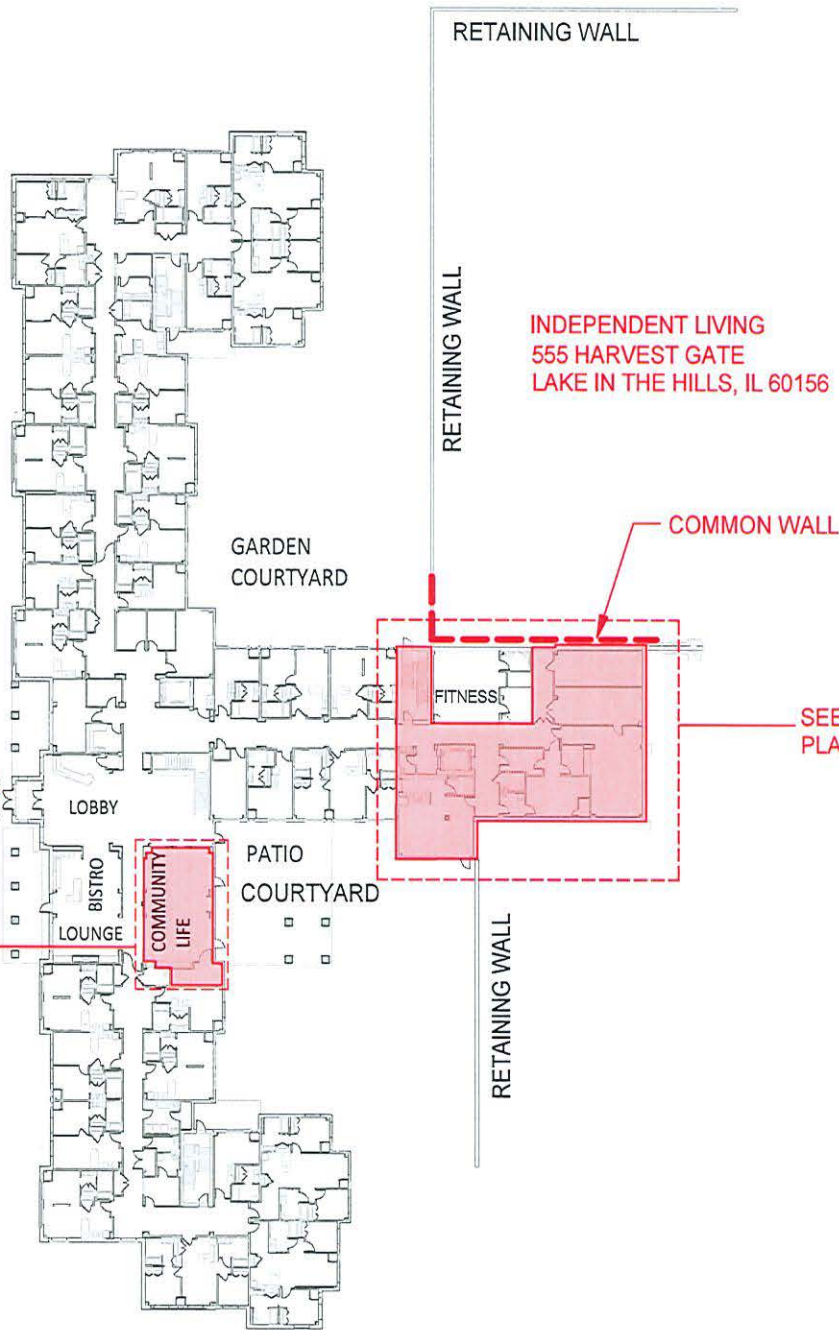 RETAINING WALL
RETAINING WALL
INDEPENDENT LIVING
555 HARVEST GATE
LAKE IN THE HILLS, IL 60156
COMMON WALL
GARDEN
COURTYARD
FITNESS
SEE
LOBBY
PATIO
COURTYARD
BISTRO
LOUNGE
COMMUNITY
LIFE
RETAINING WALL